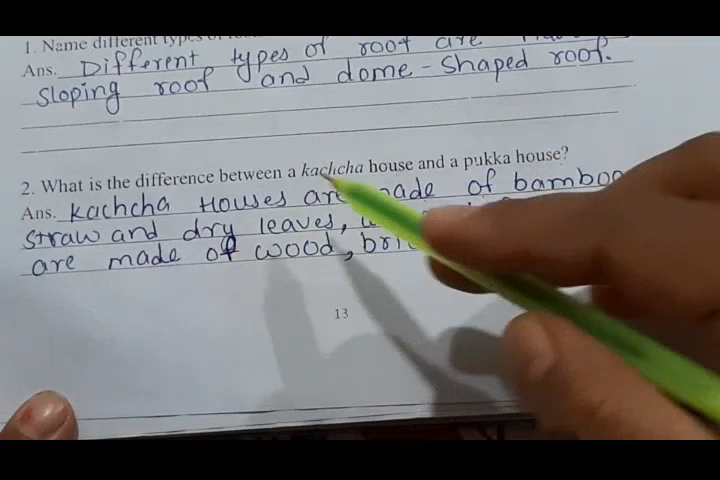 1. Name different types of
Ans. Different types of roof are
sloping roof and dome-shaped roof.
2. What is the difference between a kachcha house and a pukka house?
Ans. Kachcha Houses are made of bamboo
straw and dry leaves,
are made of wood,
13